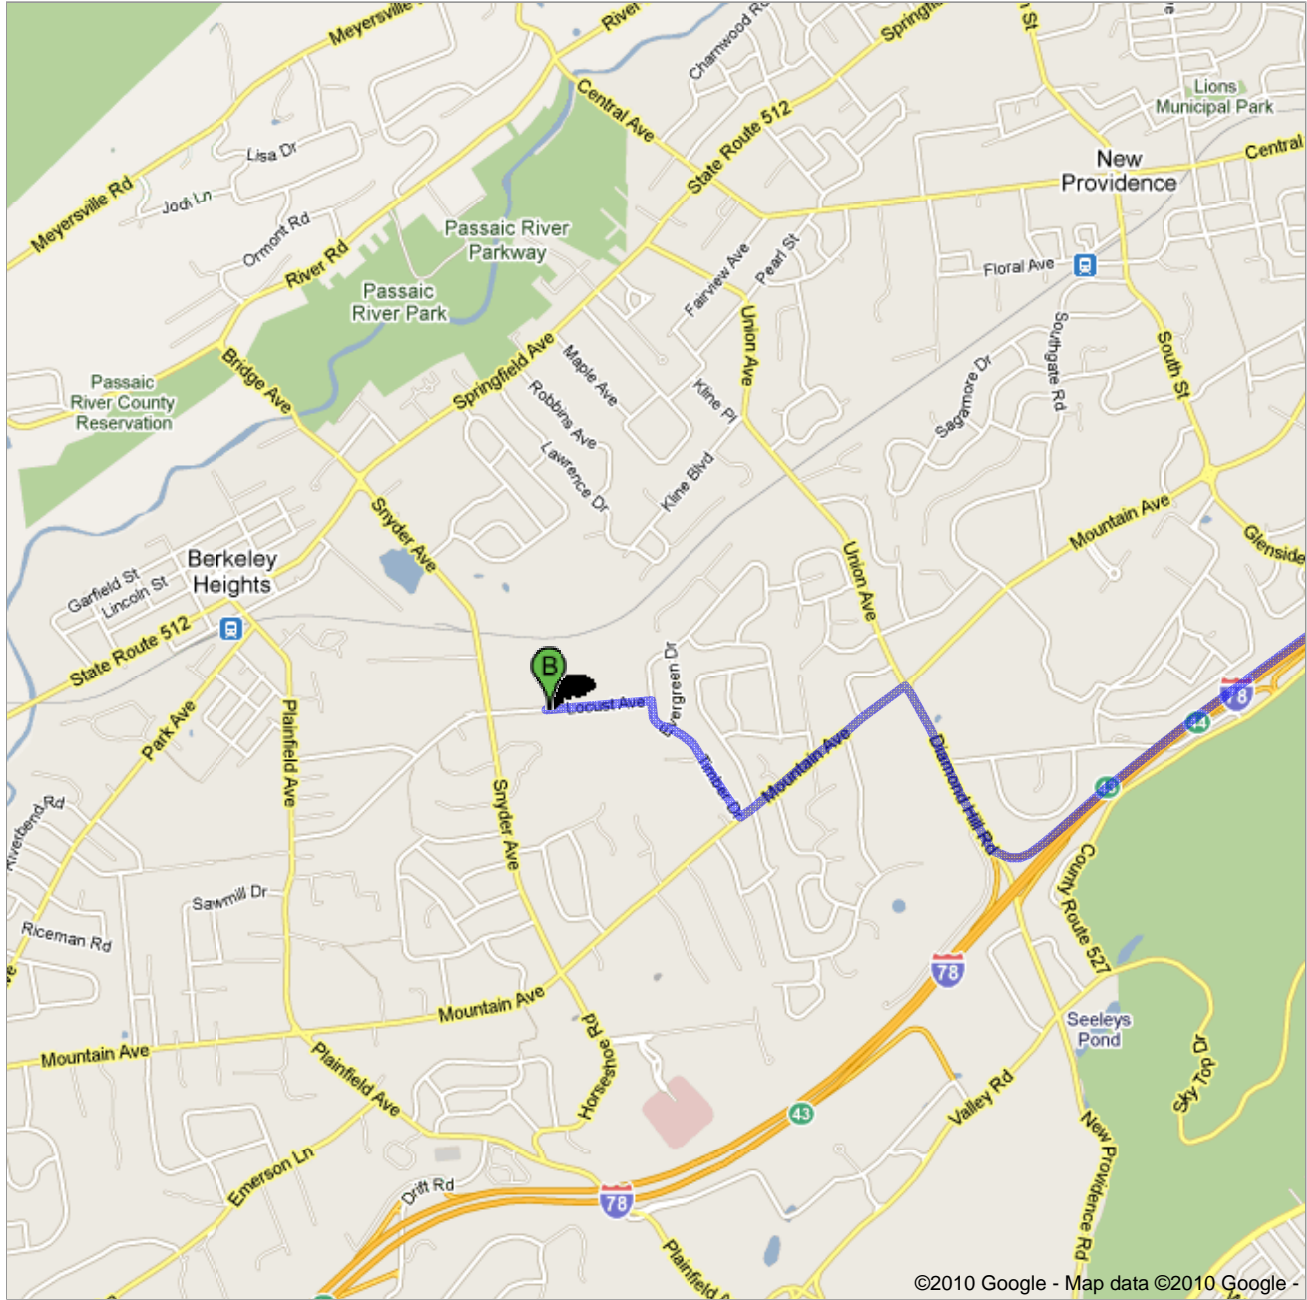 Meyersville
River
Charnwood Rd
Springfi
n St
Lions
Municipal Park
Central Ave
State Route 512
Central
New
Providence
Lisa Dr
Jodi Ln
Meyersville Rd
Ormont Rd
River Rd
Passaic River
Parkway
Passaic
River Park
Fairview Ave
Pearl St
Floral Ave
Union Ave
Southgate Rd
South St
Bridge Ave
Passaic
River County
Reservation
Springfield Ave
Maple Ave
Robbins Ave
Kline Pl
Sagamore Dr
Lawrence Dr
Kline Blvd
Snyder Ave
Mountain Ave
Glenside
Berkeley
Heights
Garfield St
Lincoln St
Union Ave
State Route 512
B
Locust Ave
vergreen Dr
78
44
Park Ave
Plainfield Ave
Timber Dr
Mountain Ave
Diamond Hill Rd
Snyder Ave
Riverbend Rd
Sawmill Dr
County Route 527
Riceman Rd
78
Mountain Ave
Horseshoe Rd
Seeleys
Pond
Mountain Ave
Plainfield Ave
Sky Top Dr
43
Valley Rd
New Providence Rd
Emerson Ln
Drift Rd
78
Plainfield A
©2010 Google - Map data ©2010 Google -